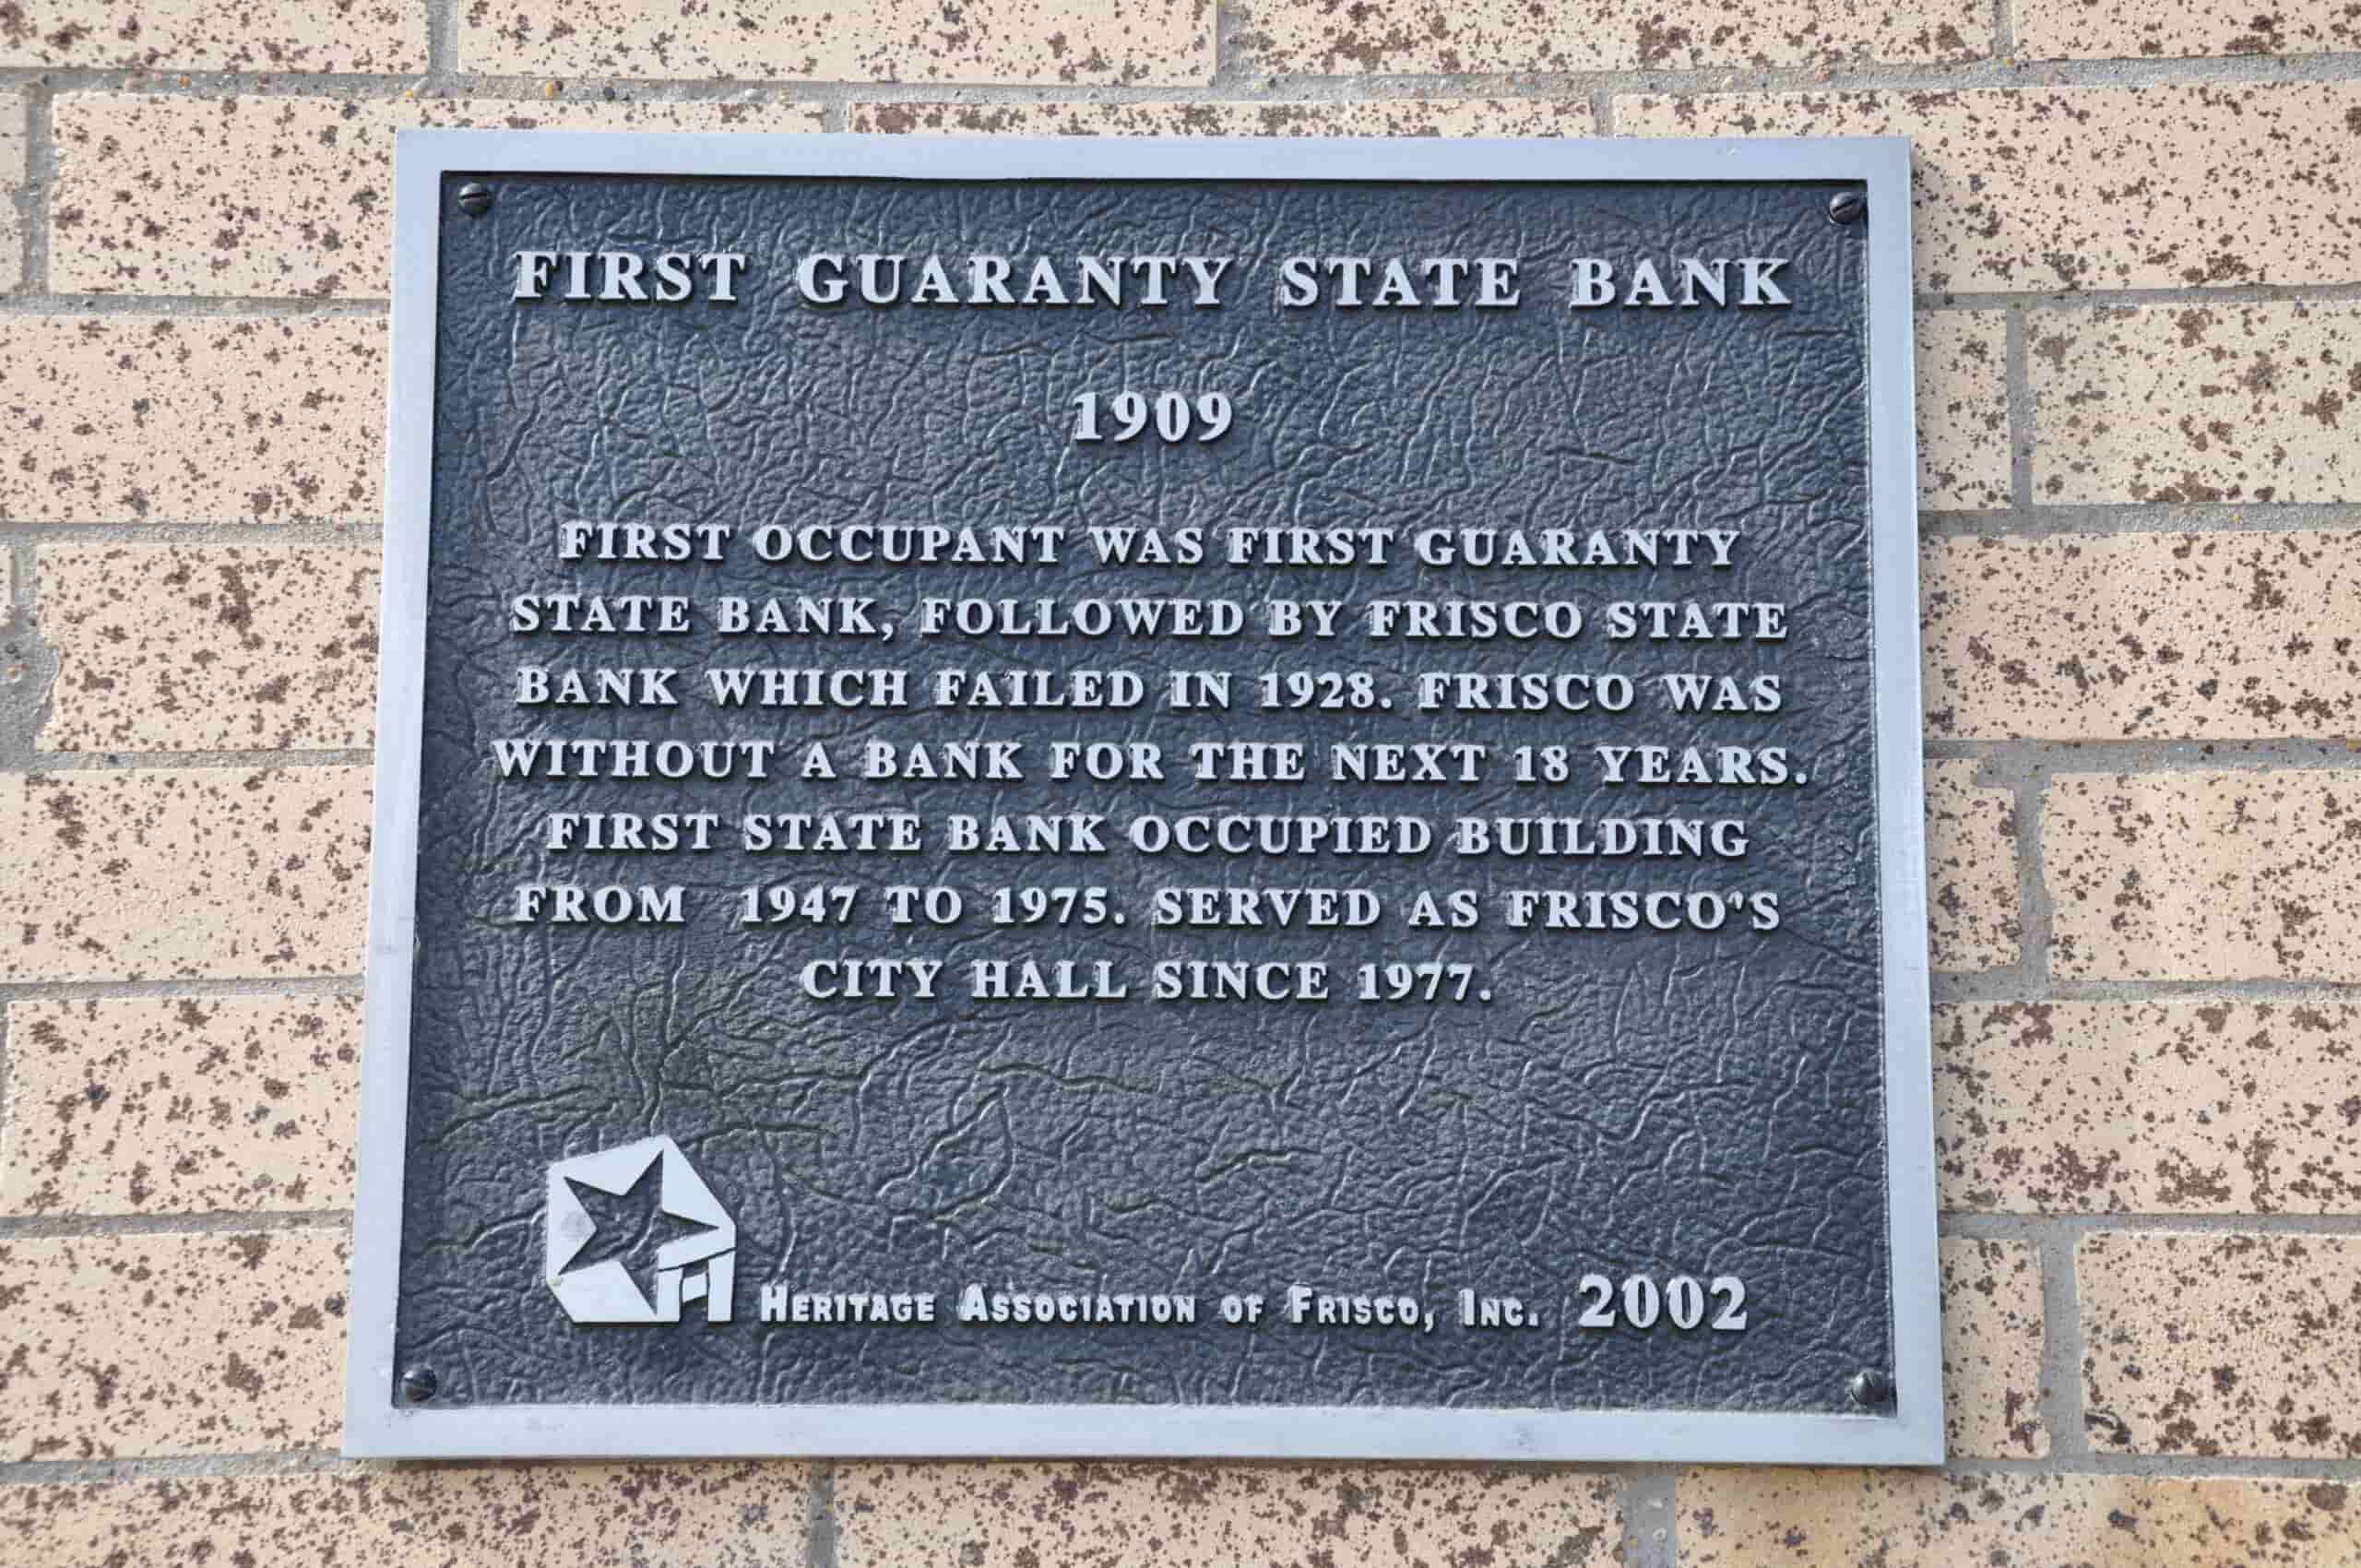 FIRST GUARANTY STATE BANK
1909
FIRST OCCUPANT WAS FIRST GUARANTY
STATE BANK, FOLLOWED BY FRISCO STATE
BANK WHICH FAILED IN 1928. FRISCO WAS
WITHOUT A BANK FOR THE NEXT 18 YEARS.
FIRST STATE BANK OCCUPIED BUILDING
FROM 1947 TO 1975. SERVED AS FRISCO'S
CITY HALL SINCE 1977.
HERITAGE ASSOCIATION OF FRISCO, INC. 2002